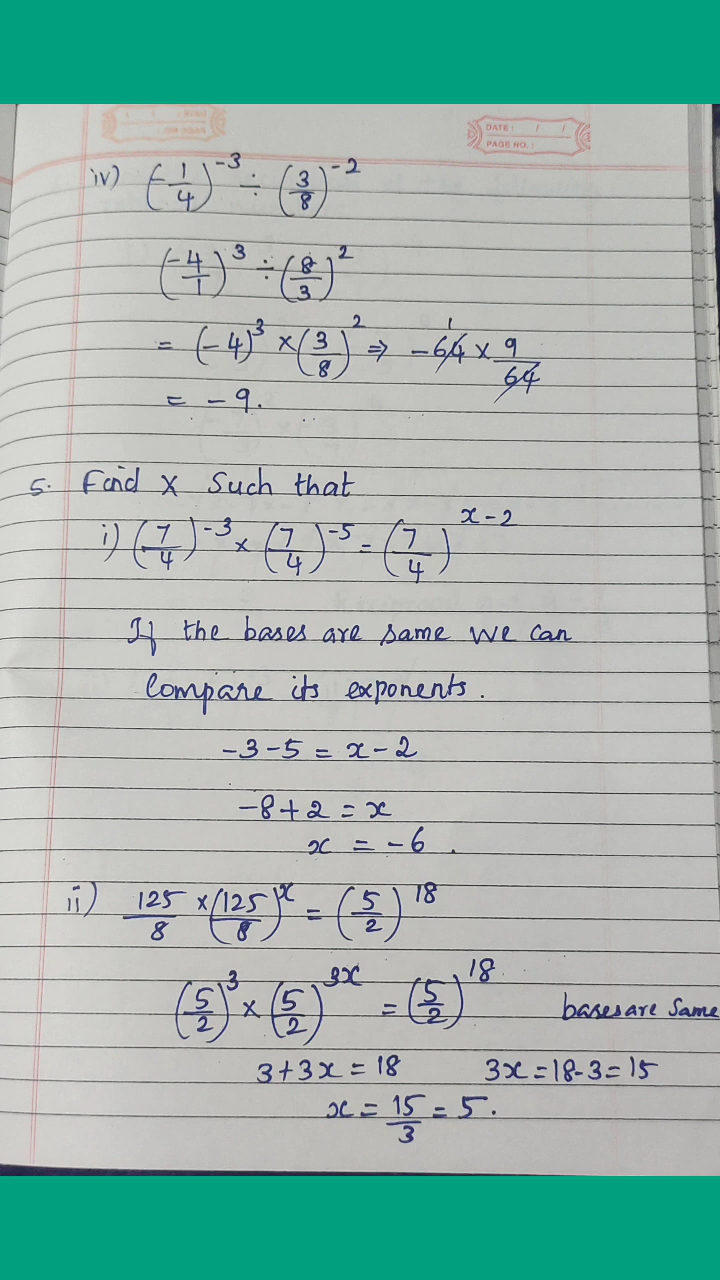 DATE: / /
PAGE NO.:
iv) (-1/4)^-3 ÷ (3/8)^-2
(-4/1)^3 ÷ (8/3)^2
= (-4)^3 × (3/8)^2 ⇒ -64 1 × 9/64
= -9.
5. Find x Such that
i) (7/4)^-3 × (7/4)^-5 = (7/4)^x-2
If the bases are same we can
Compare its exponents.
-3-5 = x-2
-8+2 = x
x = -6.
ii) 125/8 × (125/8)^x = (5/2)^18
(5/2)^3 × (5/2)^3x = (5/2)^18 bases are Same
3+3x = 18 3x = 18-3 = 15
x = 15/3 = 5.